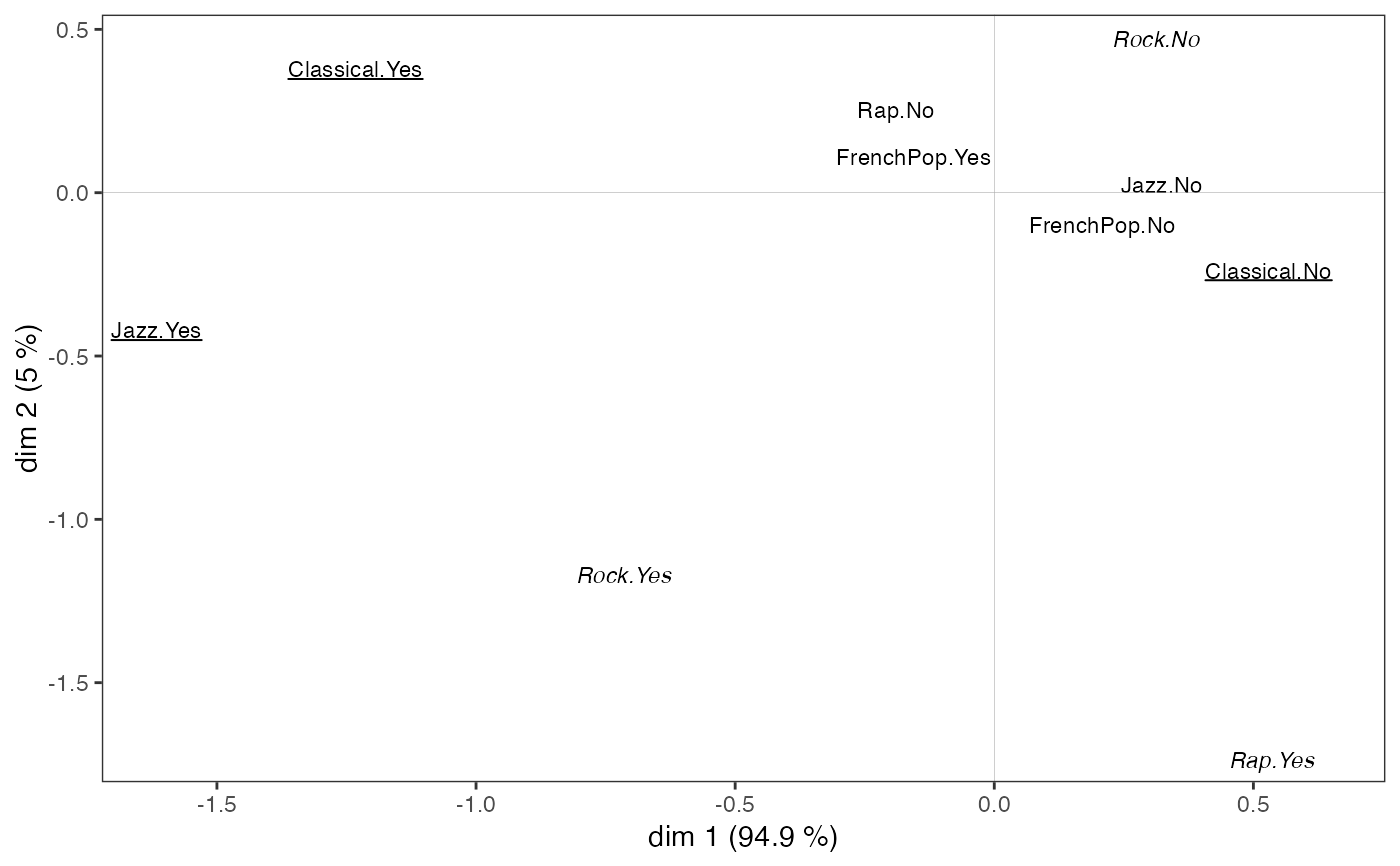 0.5
Rock.No
Classical.Yes
Rap.No
FrenchPop.Yes
0.0
Jazz.No
FrenchPop.No
Classical.No
Jazz.Yes
-0.5
dim 2 (5 %)
-1.0
Rock.Yes
-1.5
Rap.Yes
-1.5
-1.0
-0.5
0.0
0.5
dim 1 (94.9 %)